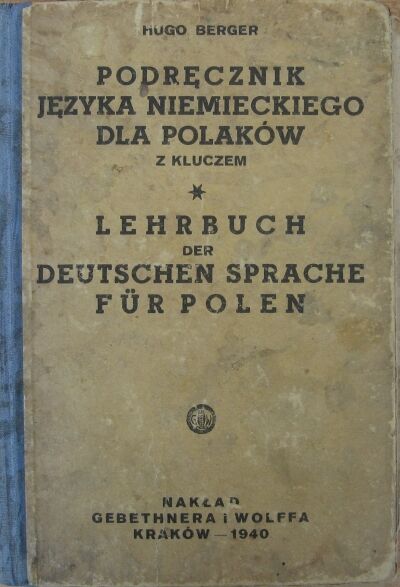 HUGO BERGER
PODRĘCZNIK
JĘZYKA NIEMIECKIEGO
DLA POLAKÓW
Z KLUCZEM
LEHRBUCH
DER
DEUTSCHEN SPRACHE
FÜR POLEN
NAKŁAD
GEBETHNERA i WOLFFA
KRAKÓW — 1940